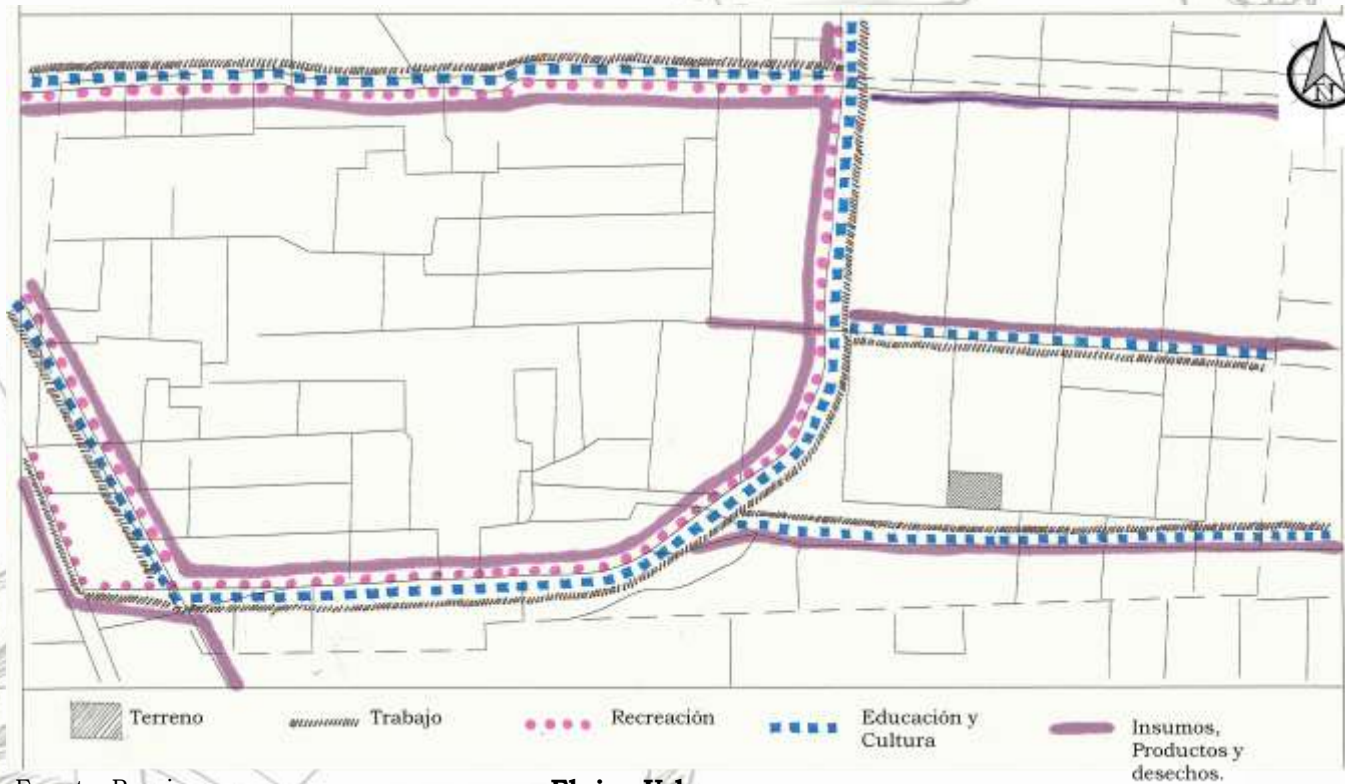 N
Terreno
Trabajo
Recreación
Educación y
Cultura
Insumos,
Productos y
desechos.